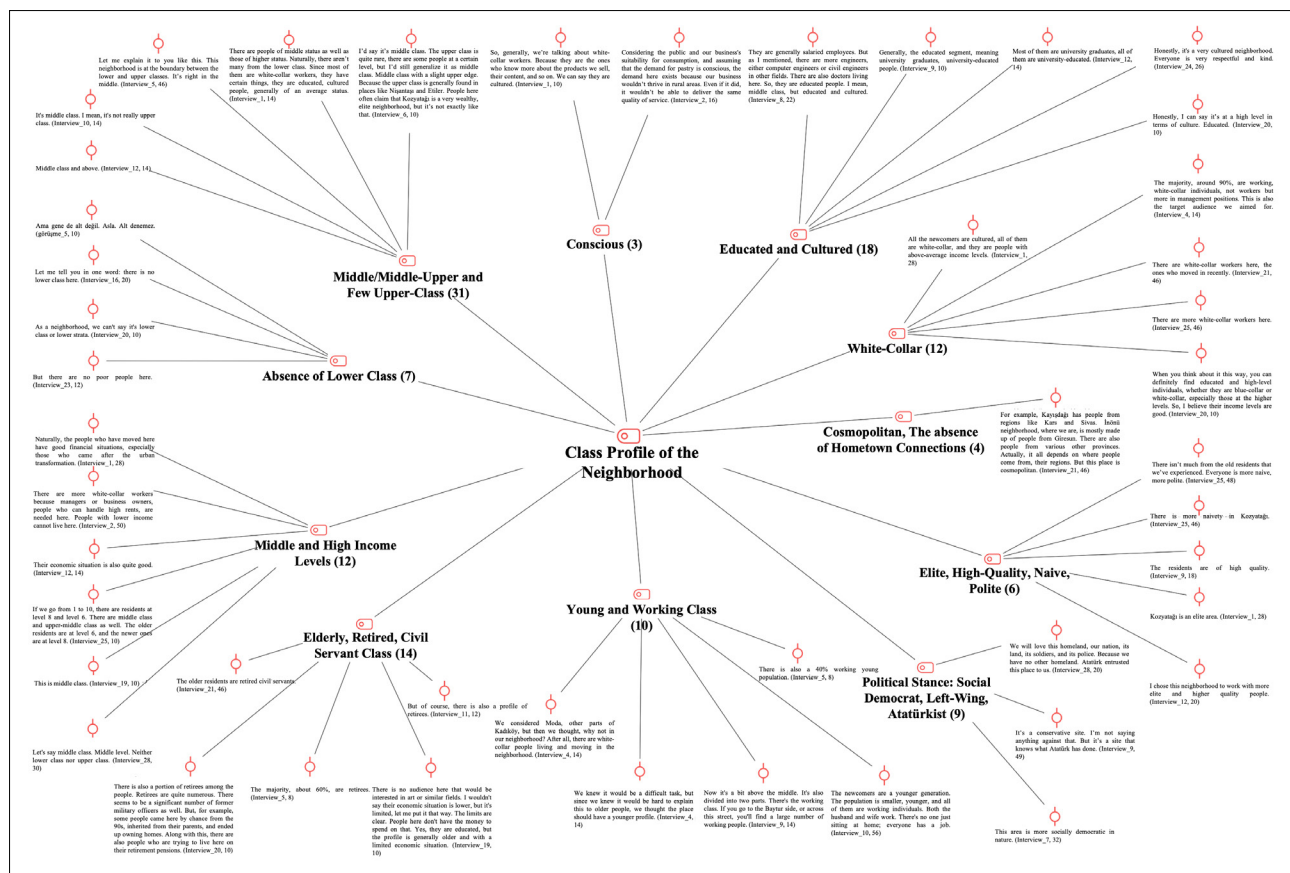 Let me explain it to you like this. This
neighborhood is at the boundary between the
lower and upper classes. It's right in the
middle. (Interview_5, 46)
There are people of middle status as well as
those of higher status. Naturally, there aren't
many from the lower class. Since most of
them are white-collar workers, they have
certain things, they are educated, cultured
people, generally of an average status.
(Interview_1, 14)
I'd say it's middle class. The upper class is
quite rare, there are some people at a certain
level, but I'd still generalize it as middle class.
Middle class with a slight upper edge.
Because the upper class is generally found in
places like Nişantaşı and Etiler. People here
often claim that Kozyatağı is a very wealthy,
elite neighborhood, but it's not exactly like
that. (Interview_6, 10)
So, generally, we're talking about white-
collar workers. Because they are the ones
who know more about the products we sell,
their content, and so on. We can say they are
cultured. (Interview_1, 10)
Considering the public and our business's
suitability for consumption, and assuming
that the demand for pastry is conscious, the
demand here exists because our business
wouldn't thrive in rural areas. Even if it did,
it wouldn't be able to deliver the same
quality of service. (Interview_2, 16)
They are generally salaried employees. But
as I mentioned, there are more engineers,
either computer engineers or civil engineers
in other fields. There are also doctors living
here. So, they are educated people. I mean,
middle class, but educated and cultured.
(Interview_8, 22)
Generally, the educated segment, meaning
university graduates, university-educated
people. (Interview_9, 10)
Most of them are university graduates, all of
them are university-educated. (Interview_12,
14)
Honestly, it's a very cultured neighborhood.
Everyone is very respectful and kind.
(Interview_24, 26)
It's middle class. I mean, it's not really upper
class. (Interview_10, 14)
Honestly, I can say it's at a high level in
terms of culture. Educated. (Interview_20,
10)
Middle class and above. (Interview_12, 14)
The majority, around 90%, are working,
white-collar individuals, not workers but
more in management positions. This is also
the target audience we aimed for.
(Interview_4, 14)
Ama gene de alt değil. Asla. Alt denemez.
(görüşme_5, 10)
Conscious (3)
Educated and Cultured (18)
All the newcomers are cultured, all of them
are white-collar, and they are people with
above-average income levels. (Interview_1,
28)
Middle/Middle-Upper and
Few Upper-Class (31)
Let me tell you in one word: there is no
lower class here. (Interview_16, 20)
There are white-collar workers here, the
ones who moved in recently. (Interview_21,
46)
As a neighborhood, we can't say it's lower
class or lower strata. (Interview_20, 10)
There are more white-collar workers here.
(Interview_25, 46)
White-Collar (12)
Absence of Lower Class (7)
But there are no poor people here.
(Interview_23, 12)
When you think about it this way, you can
definitely find educated and high-level
individuals, whether they are blue-collar or
white-collar, especially those at the higher
levels. So, I believe their income levels are
good. (Interview_20, 10)
Cosmopolitan, The absence
of Hometown Connections (4)
For example, Kayışdağı has people from
regions like Kars and Sivas. İnönü
neighborhood, where we are, is mostly made
up of people from Giresun. There are also
people from various other provinces.
Actually, it all depends on where people
come from, their regions. But this place is
cosmopolitan. (Interview_21, 46)
Class Profile of the
Neighborhood
Naturally, the people who have moved here
have good financial situations, especially
those who came after the urban
transformation. (Interview_1, 28)
There isn't much from the old residents that
we've experienced. Everyone is more naive,
more polite. (Interview_25, 48)
There are more white-collar workers
because managers or business owners,
people who can handle high rents, are
needed here. People with lower income
cannot live here. (Interview_2, 50)
There is more naivety in Kozyatağı.
(Interview_25, 46)
Middle and High Income
Levels (12)
Their economic situation is also quite good.
(Interview_12, 14)
The residents are of high quality.
(Interview_9, 18)
Elite, High-Quality, Naive,
Polite (6)
If we go from 1 to 10, there are residents at
level 8 and level 6. There are middle class
and upper-middle class as well. The older
residents are at level 6, and the newer ones
are at level 8. (Interview_25, 10)
Kozyatağı is an elite area. (Interview_1, 28)
Young and Working Class
(10)
Elderly, Retired, Civil
Servant Class (14)
We will love this homeland, our nation, its
land, its soldiers, and its police. Because we
have no other homeland. Atatürk entrusted
this place to us. (Interview_28, 20)
This is middle class. (Interview_19, 10)
The older residents are retired civil servants.
(Interview_21, 46)
There is also a 40% working young
population. (Interview_5, 8)
Political Stance: Social
Democrat, Left-Wing,
Atatürkist (9)
I chose this neighborhood to work with more
elite and higher quality people.
(Interview_12, 20)
But of course, there is also a profile of
retirees. (Interview_11, 12)
We considered Moda, other parts of
Kadıköy, but then we thought, why not in
our neighborhood? After all, there are white-
collar people living and moving in the
neighborhood. (Interview_4, 14)
It's a conservative site. I'm not saying
anything against that. But it's a site that
knows what Atatürk has done. (Interview_9,
49)
Let's say middle class. Middle level. Neither
lower class nor upper class. (Interview_28,
30)
There is also a portion of retirees among the
people. Retirees are quite numerous. There
seems to be a significant number of former
military officers as well. But, for example,
some people came here by chance from the
90s, inherited from their parents, and ended
up owning homes. Along with this, there are
also people who are trying to live here on
their retirement pensions. (Interview_20, 10)
The majority, about 60%, are retirees.
(Interview_5, 8)
There is no audience here that would be
interested in art or similar fields. I wouldn't
say their economic situation is lower, but it's
limited, let me put it that way. The limits are
clear. People here don't have the money to
spend on that. Yes, they are educated, but
the profile is generally older and with a
limited economic situation. (Interview_19,
10)
We knew it would be a difficult task, but
since we knew it would be hard to explain
this to older people, we thought the place
should have a younger profile. (Interview_4,
14)
Now it's a bit above the middle. It's also
divided into two parts. There's the working
class. If you go to the Baytur side, or across
this street, you'll find a large number of
working people. (Interview_9, 14)
The newcomers are a younger generation.
The population is smaller, younger, and all
of them are working individuals. Both the
husband and wife work. There's no one just
sitting at home; everyone has a job.
(Interview_10, 56)
This area is more socially democratic in
nature. (Interview_7, 32)